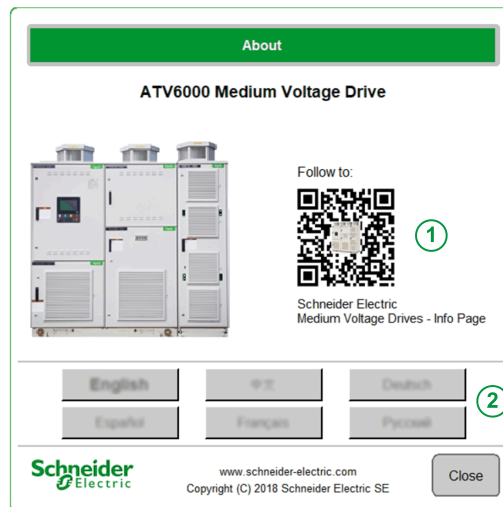 About
ATV6000 Medium Voltage Drive
Follow to:
1
Schneider Electric
Medium Voltage Drives - Info Page
English
中文
Deutsch
2
Español
Français
Русский
Schneider
Electric
www.schneider-electric.com
Copyright (C) 2018 Schneider Electric SE
Close